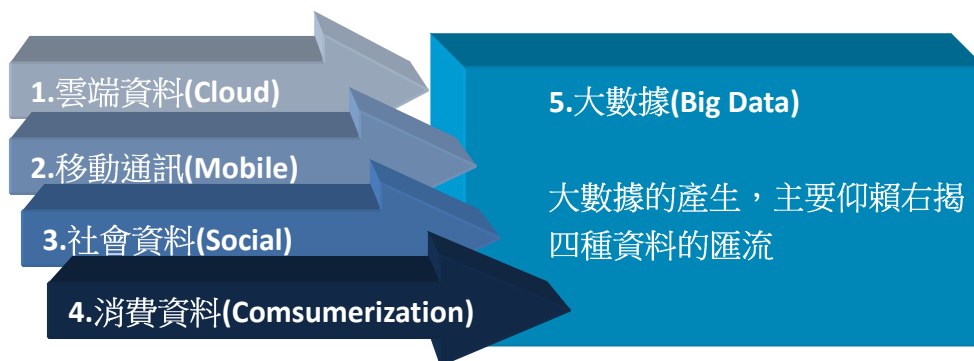 1.雲端資料(Cloud)
2.移動通訊(Mobile)
3.社會資料(Social)
4.消費資料(Comsumerization)
5.大數據(Big Data)
大數據的產生，主要仰賴右揭
四種資料的匯流